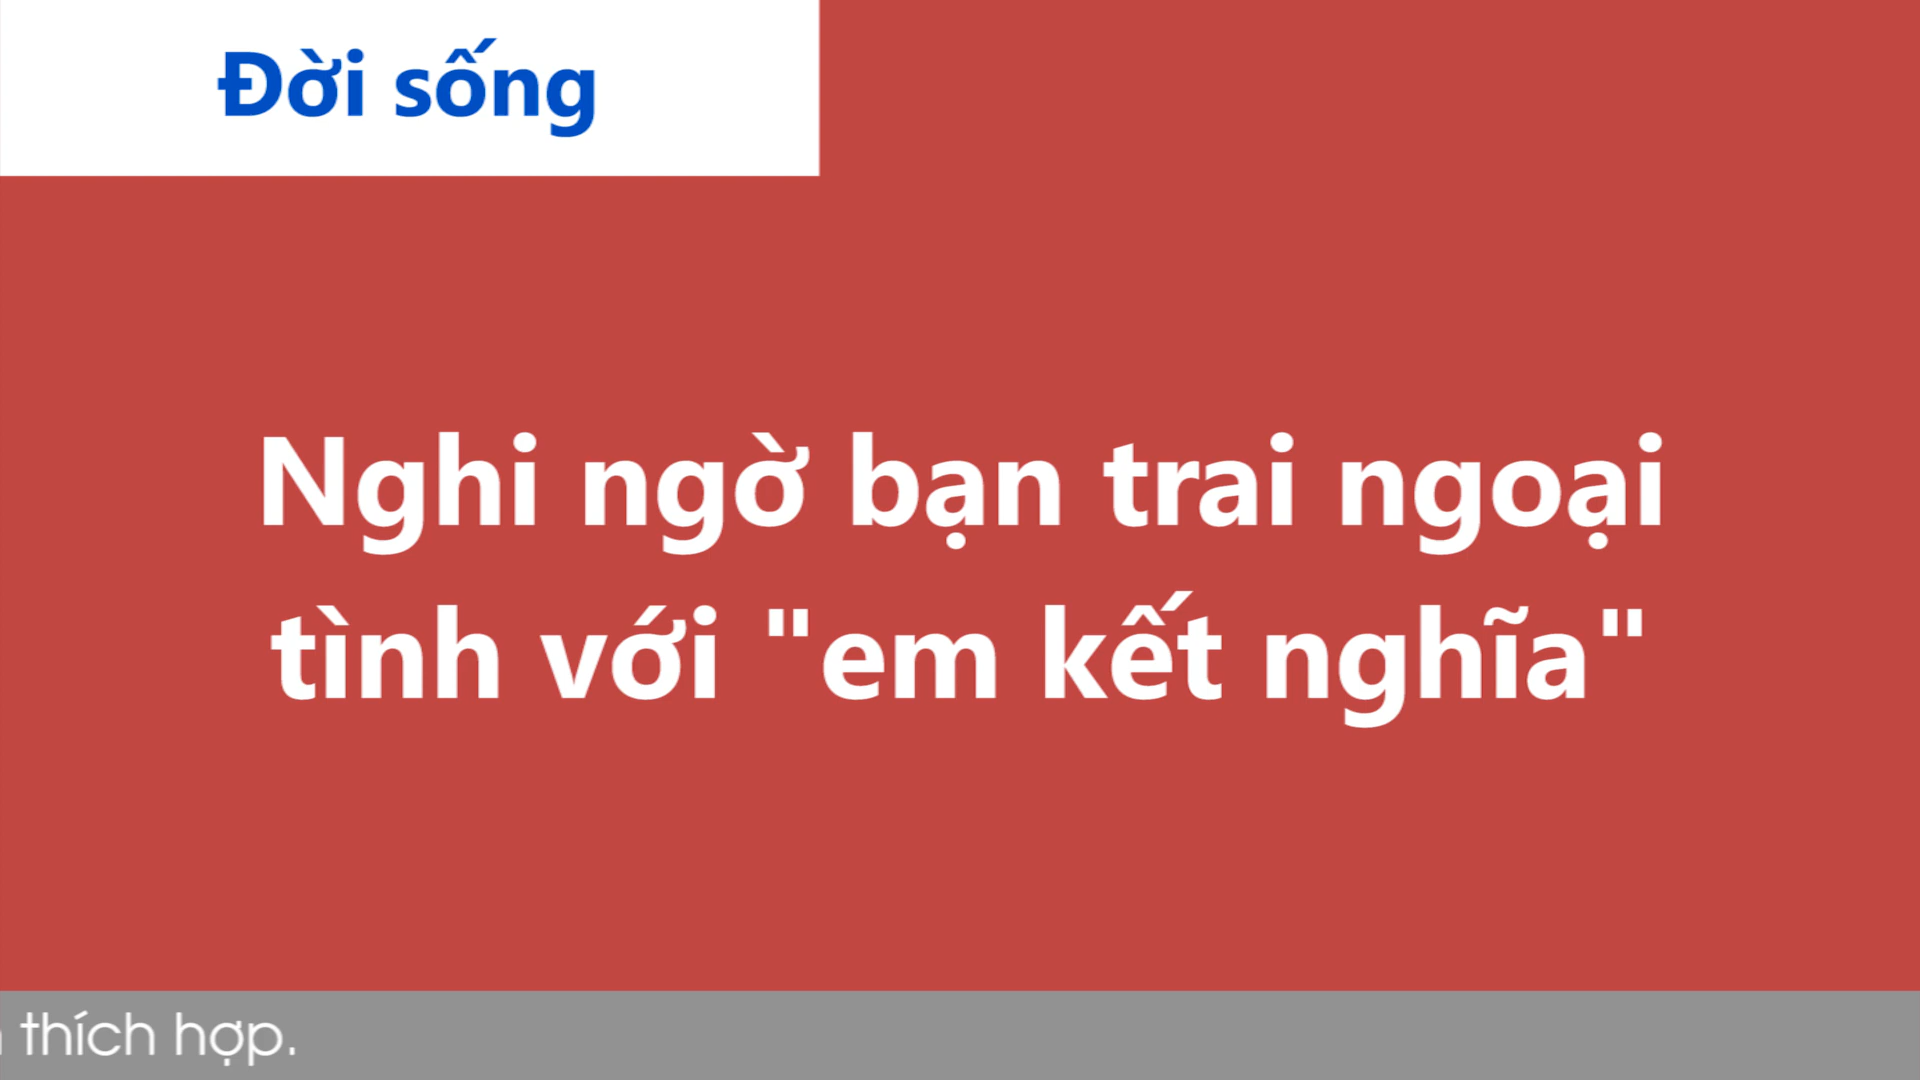 Đời sống
Nghi ngờ bạn trai ngoại
tình với "em kết nghĩa"
thích hợp.